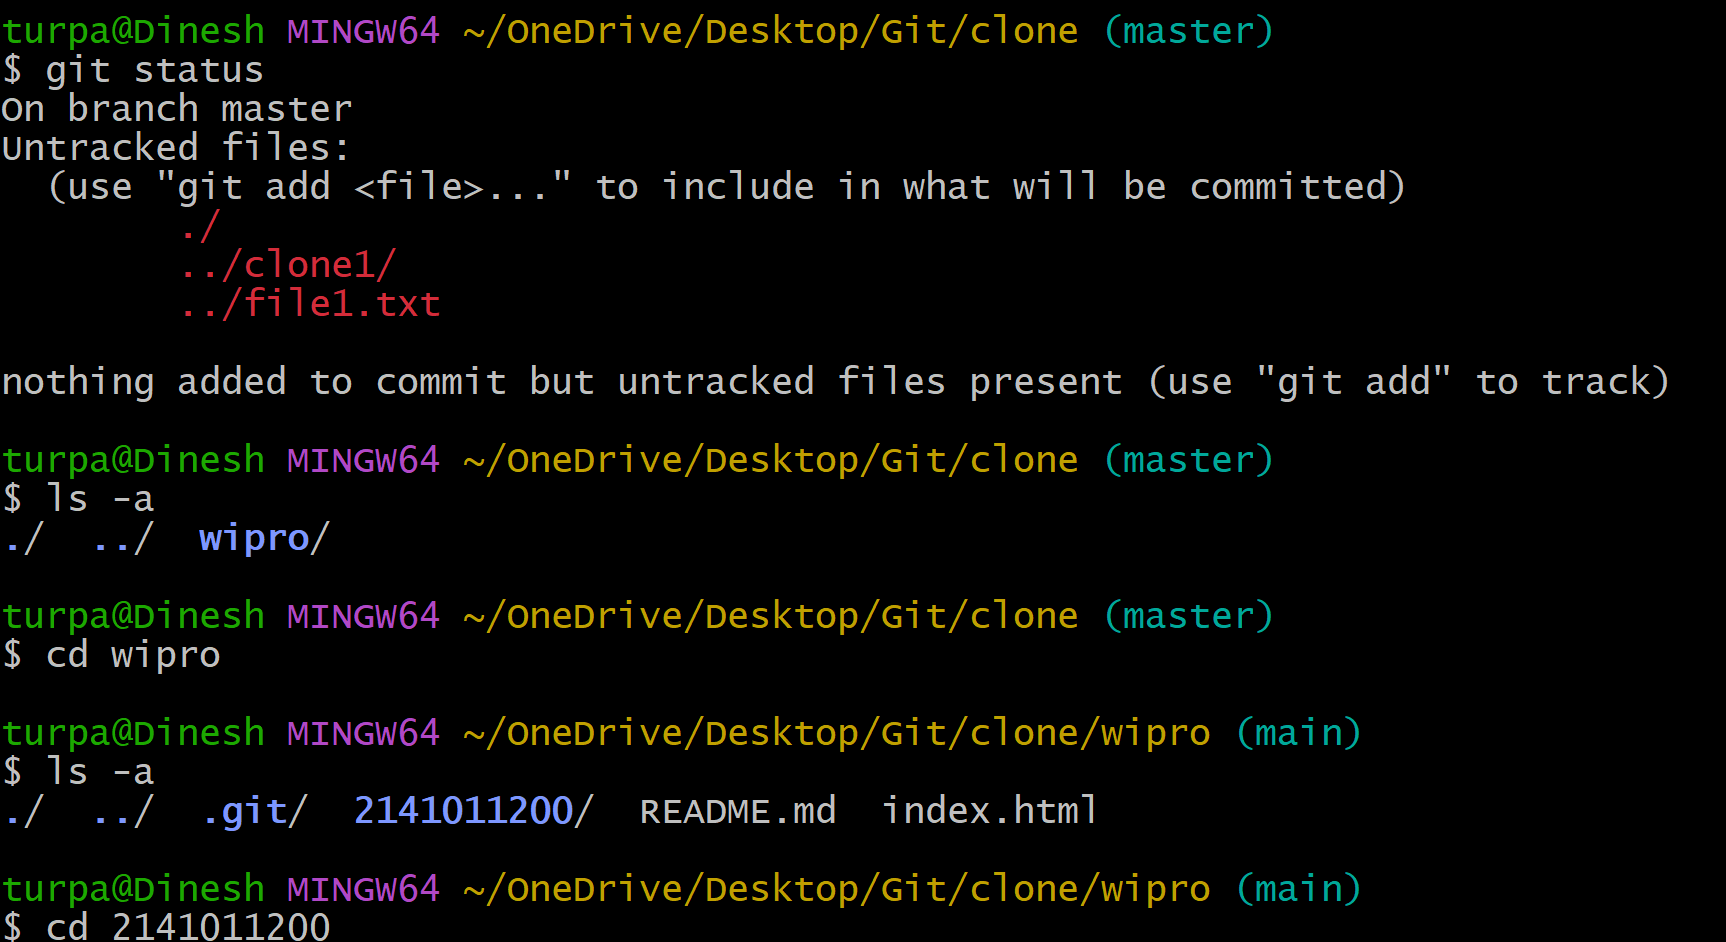 turpa@Dinesh MINGW64 ~/OneDrive/Desktop/Git/clone (master)
$ git status
On branch master
Untracked files:
  (use "git add <file>..." to include in what will be committed)
        ./
        ../clone1/
        ../file1.txt

nothing added to commit but untracked files present (use "git add" to track)

turpa@Dinesh MINGW64 ~/OneDrive/Desktop/Git/clone (master)
$ ls -a
./  ../  wipro/

turpa@Dinesh MINGW64 ~/OneDrive/Desktop/Git/clone (master)
$ cd wipro

turpa@Dinesh MINGW64 ~/OneDrive/Desktop/Git/clone/wipro (main)
$ ls -a
./  ../  .git/  2141011200/  README.md  index.html

turpa@Dinesh MINGW64 ~/OneDrive/Desktop/Git/clone/wipro (main)
$ cd 2141011200